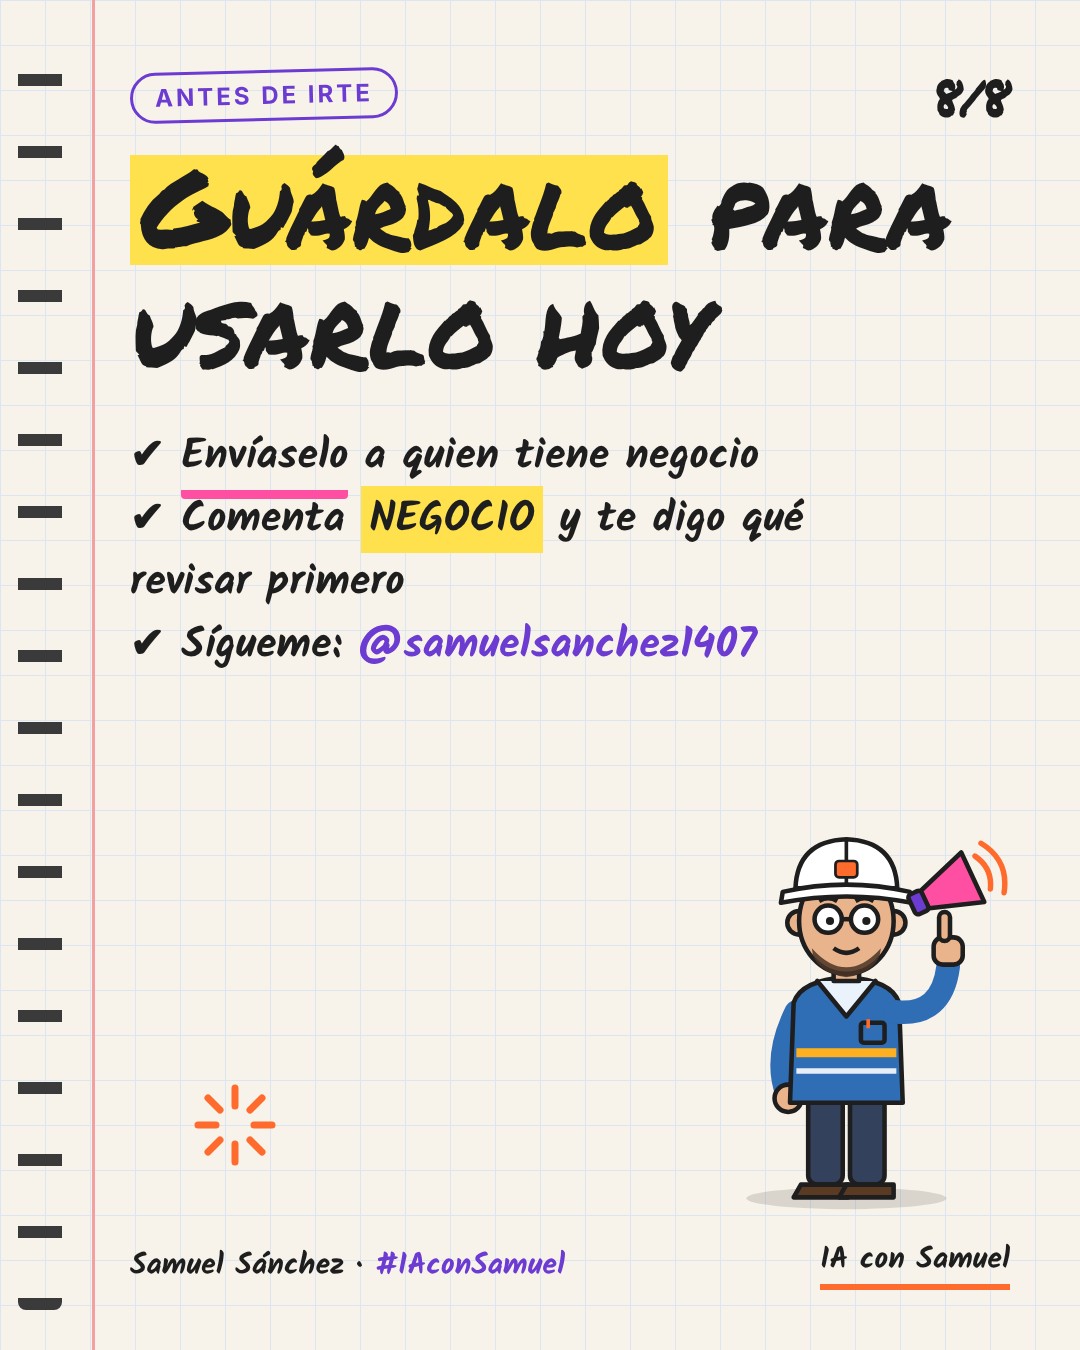 ANTES DE IRTE
8/8
GUÁRDALO PARA
USARLO HOY
✔ Envíaselo a quien tiene negocio
✔ Comenta NEGOCIO y te digo qué
revisar primero
✔ Sígueme: @samuelsanchez1407
Samuel Sánchez · #IAconSamuel
IA con Samuel